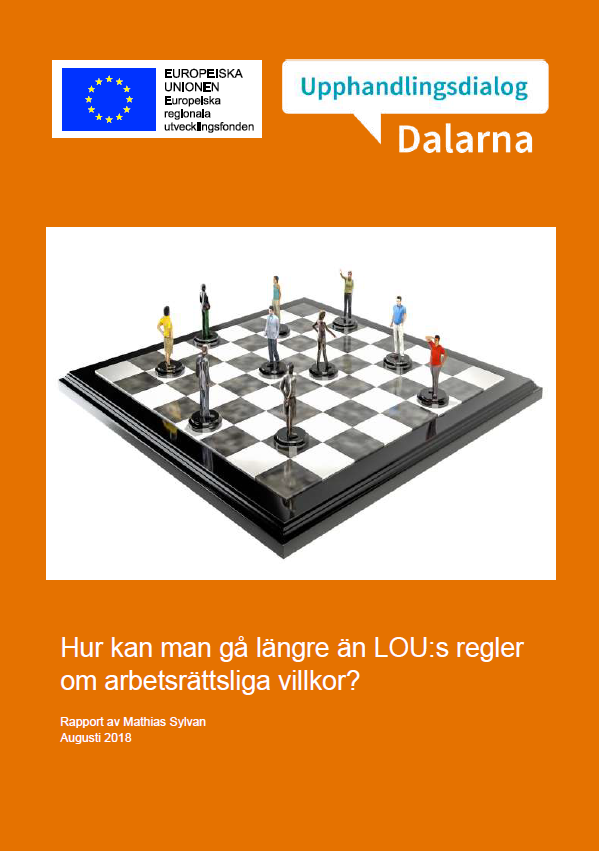 EUROPEISKA
UNIONEN
Europeiska
regionala
utvecklingsfonden
Upphandlingsdialog
Dalarna
Hur kan man gå längre än LOU:s regler
om arbetsrättsliga villkor?
Rapport av Mathias Sylvan
Augusti 2018